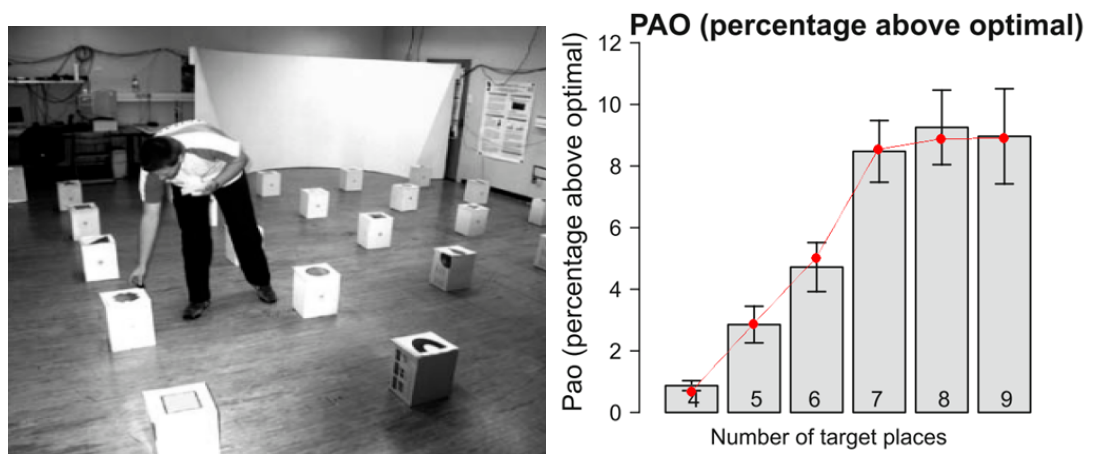 PAO (percentage above optimal)
Pao (percentage above optimal)
12
10
8
6
4
2
0
4 5 6 7 8 9
Number of target places